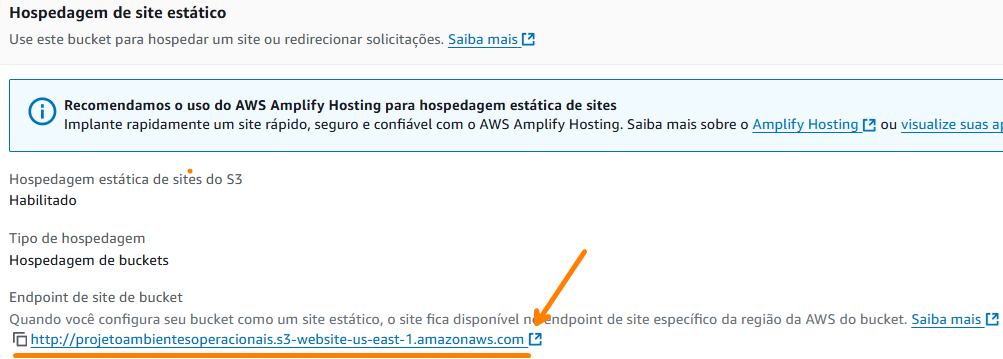 Hospedagem de site estático
Use este bucket para hospedar um site ou redirecionar solicitações. Saiba mais
Recomendamos o uso do AWS Amplify Hosting para hospedagem estática de sites
Implante rapidamente um site rápido, seguro e confiável com o AWS Amplify Hosting. Saiba mais sobre o Amplify Hosting ou visualize suas ap
Hospedagem estática de sites do S3
Habilitado
Tipo de hospedagem
Hospedagem de buckets
Endpoint de site de bucket
Quando você configura seu bucket como um site estático, o site fica disponível no endpoint de site específico da região da AWS do bucket. Saiba mais
http://projetoambientesoperacionais.s3-website-us-east-1.amazonaws.com